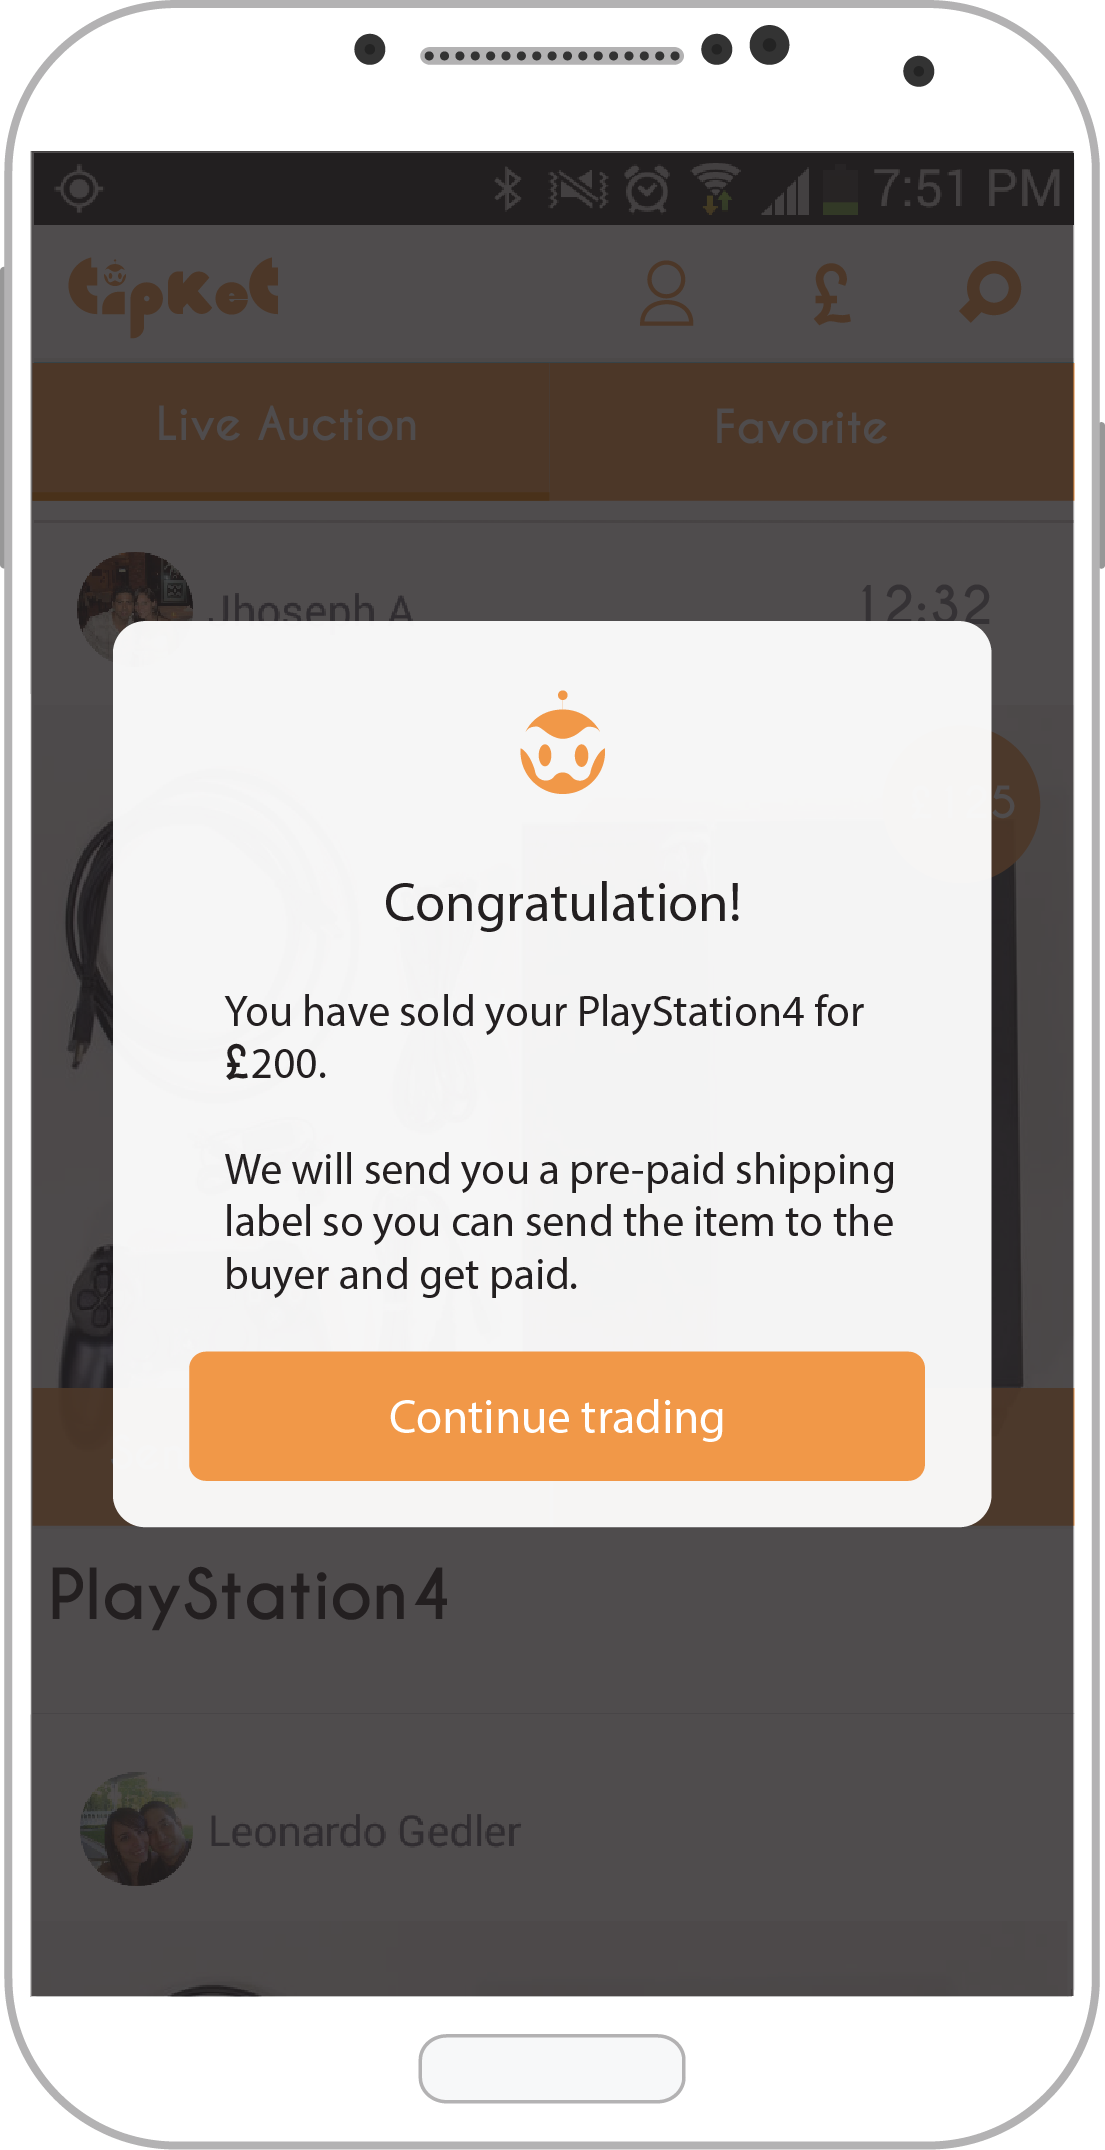 7:51 PM
tipket
£
Live Auction
Favorite
Jhoseph A
12:32
5
Congratulation!
You have sold your PlayStation4 for
£200.
We will send you a pre-paid shipping
label so you can send the item to the
buyer and get paid.
Continue trading
PlayStation4
Leonardo Gedler